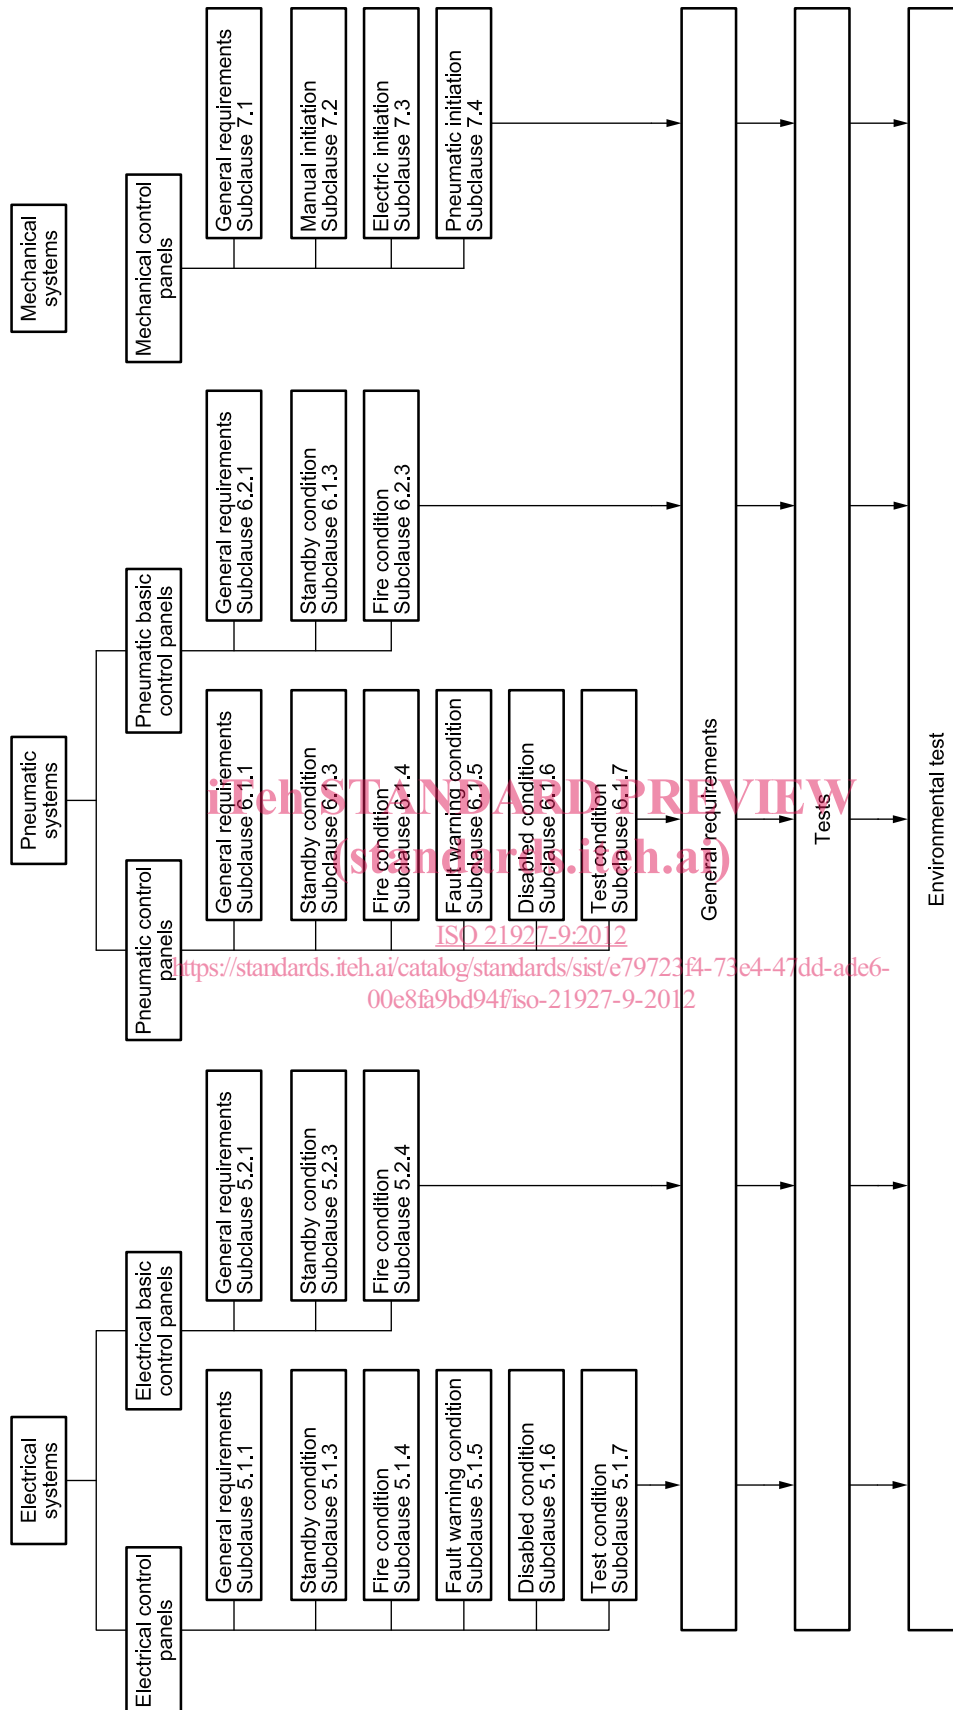 Electrical
systems
Pneumatic
systems
Mechanical
systems
Electrical control
panels
Electrical basic
control panels
Pneumatic control
panels
Pneumatic basic
control panels
Mechanical control
panels
General requirements
Subclause 5.1.1
Standby condition
Subclause 5.1.3
Fire condition
Subclause 5.1.4
Fault warning condition
Subclause 5.1.5
Disabled condition
Subclause 5.1.6
Test condition
Subclause 5.1.7
General requirements
Subclause 5.2.1
Standby condition
Subclause 5.2.3
Fire condition
Subclause 5.2.4
General requirements
Subclause 6.1.1
Standby condition
Subclause 6.1.3
Fire condition
Subclause 6.1.4
Fault warning condition
Subclause 6.1.5
Disabled condition
Subclause 6.1.6
Test condition
Subclause 6.1.7
General requirements
Subclause 6.2.1
Standby condition
Subclause 6.1.3
Fire condition
Subclause 6.2.3
General requirements
Subclause 7.1
Manual initiation
Subclause 7.2
Electric initiation
Subclause 7.3
Pneumatic initiation
Subclause 7.4
General requirements
Tests
Environmental test
iTeh STANDARD PREVIEW
(standards.iteh.ai)
ISO 21927-9:2012
https://standards.iteh.ai/catalog/standards/sist/e79723f4-73e4-47dd-ade6-
00e8fa9bd94f/iso-21927-9-2012